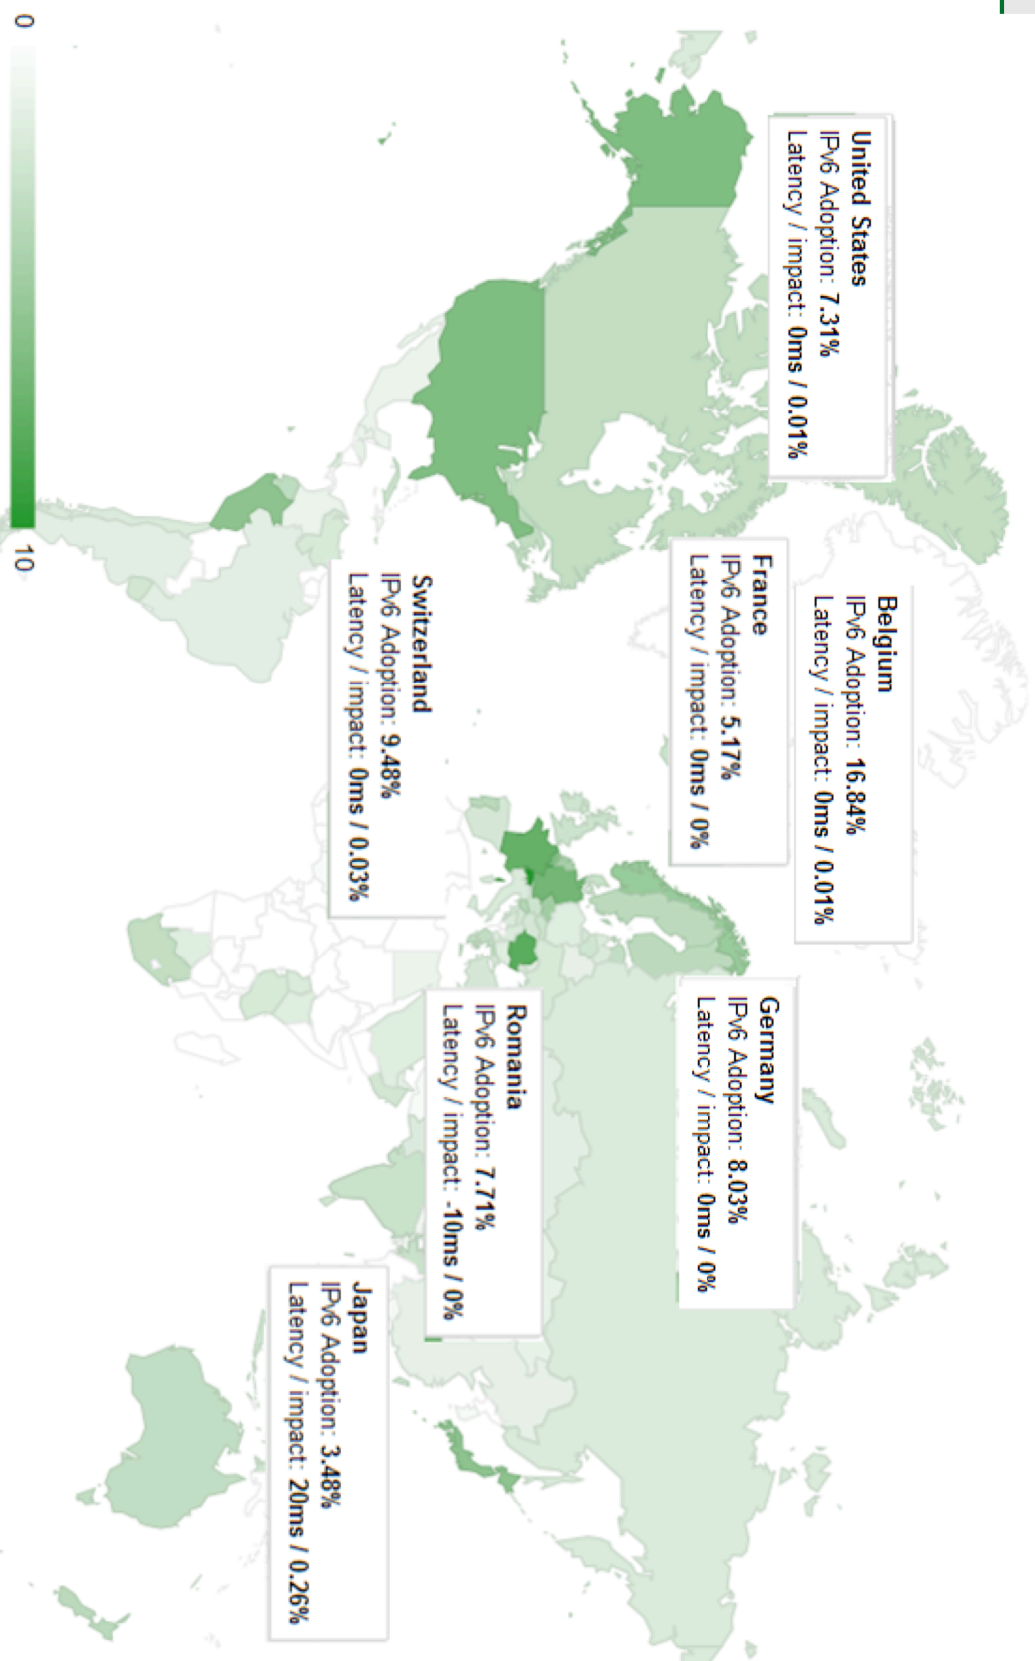 United States
IPv6 Adoption: 7.31%
Latency / impact: 0ms / 0.01%
Belgium
IPv6 Adoption: 16.84%
Latency / impact: 0ms / 0.01%
France
IPv6 Adoption: 5.17%
Latency / impact: 0ms / 0%
Germany
IPv6 Adoption: 8.03%
Latency / impact: 0ms / 0%
Switzerland
IPv6 Adoption: 9.48%
Latency / impact: 0ms / 0.03%
Romania
IPv6 Adoption: 7.71%
Latency / impact: -10ms / 0%
Japan
IPv6 Adoption: 3.48%
Latency / impact: 20ms / 0.26%
0
10